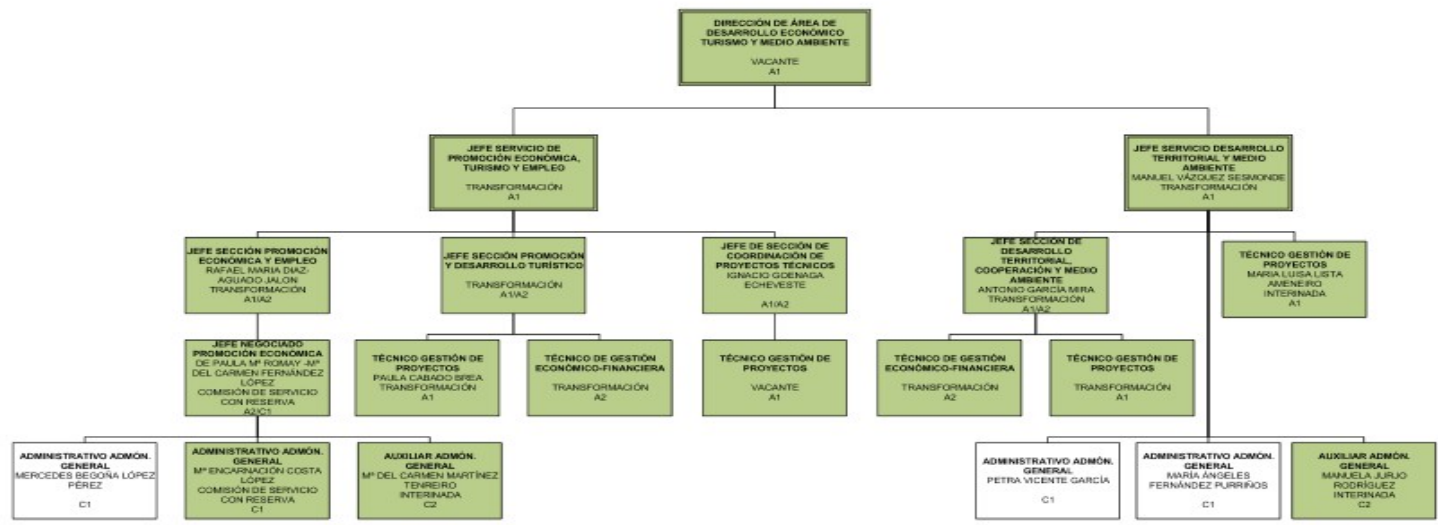 DIRECCIÓN DE ÁREA DE
DESARROLLO ECONÓMICO
TURISMO Y MEDIO AMBIENTE
VACANTE
A1
JEFE SERVICIO DE
PROMOCIÓN ECONÓMICA,
TURISMO Y EMPLEO
TRANSFORMACIÓN
A1
JEFE SERVICIO DESARROLLO
TERRITORIAL Y MEDIO
AMBIENTE
MANUEL VÁZQUEZ SESMONDE
TRANSFORMACIÓN
A1
JEFE SECCIÓN PROMOCIÓN
ECONÓMICA Y EMPLEO
RAFAEL MARIA DIAZ-
AGUADO JALON
TRANSFORMACIÓN
A1/A2
JEFE SECCIÓN PROMOCIÓN
Y DESARROLLO TURÍSTICO
TRANSFORMACIÓN
A1/A2
JEFE DE SECCIÓN DE
COORDINACIÓN DE
PROYECTOS TÉCNICOS
IGNACIO GOENAGA
ECHEVESTE
A1/A2
JEFE SECCIÓN DE
DESARROLLO
TERRITORIAL,
COOPERACIÓN Y MEDIO
AMBIENTE
ANTONIO GARCÍA MIRA
TRANSFORMACIÓN
A1/A2
TÉCNICO GESTIÓN DE
PROYECTOS
MARIA LUISA LISTA
AMENEIRO
INTERINADA
A1
JEFE NEGOCIADO
PROMOCIÓN ECONÓMICA
DE PAULA Mª ROMAY -Mª
DEL CARMEN FERNÁNDEZ
LÓPEZ
COMISIÓN DE SERVICIO
CON RESERVA
A2/C1
TÉCNICO GESTIÓN DE
PROYECTOS
PAULA CABADO BREA
TRANSFORMACIÓN
A1
TÉCNICO DE GESTIÓN
ECONÓMICO-FINANCIERA
TRANSFORMACIÓN
A2
TÉCNICO GESTIÓN DE
PROYECTOS
VACANTE
A1
TÉCNICO DE GESTIÓN
ECONÓMICO-FINANCIERA
TRANSFORMACIÓN
A2
TÉCNICO GESTIÓN DE
PROYECTOS
TRANSFORMACIÓN
A1
ADMINISTRATIVO ADMÓN.
GENERAL
MERCEDES BEGOÑA LÓPEZ
PÉREZ
C1
ADMINISTRATIVO ADMÓN.
GENERAL
Mª ENCARNACIÓN COSTA
LÓPEZ
COMISIÓN DE SERVICIO
CON RESERVA
C1
AUXILIAR ADMÓN.
GENERAL
Mª DEL CARMEN MARTÍNEZ
TENREIRO
INTERINADA
C2
ADMINISTRATIVO ADMÓN.
GENERAL
PETRA VICENTE GARCÍA
C1
ADMINISTRATIVO ADMÓN.
GENERAL
MARÍA ÁNGELES
FERNÁNDEZ PURRIÑOS
C1
AUXILIAR ADMÓN.
GENERAL
MANUELA JURJO
RODRÍGUEZ
INTERINADA
C2